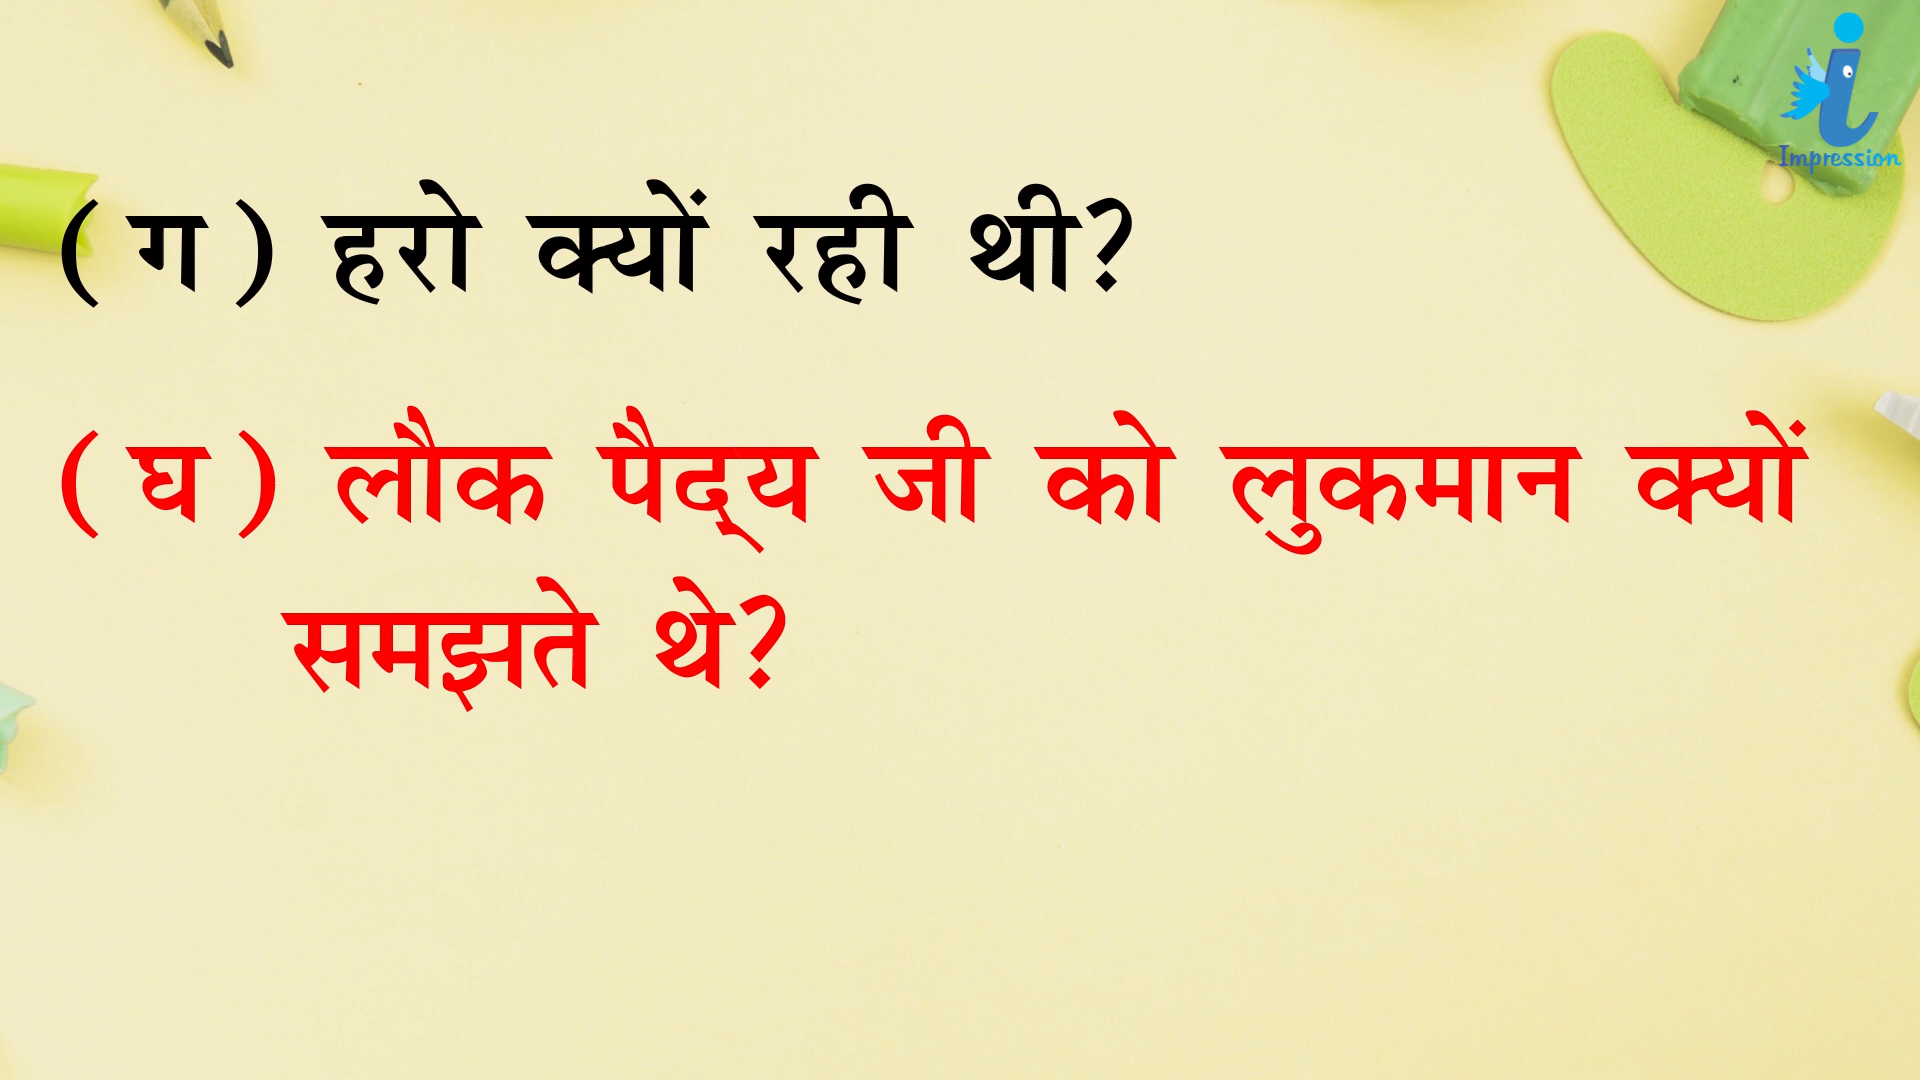 Impression
( ग ) हरो क्यों रही थी?
( घ ) लौक पैद्‌य जी को लुकमान क्यों
समझते थे?